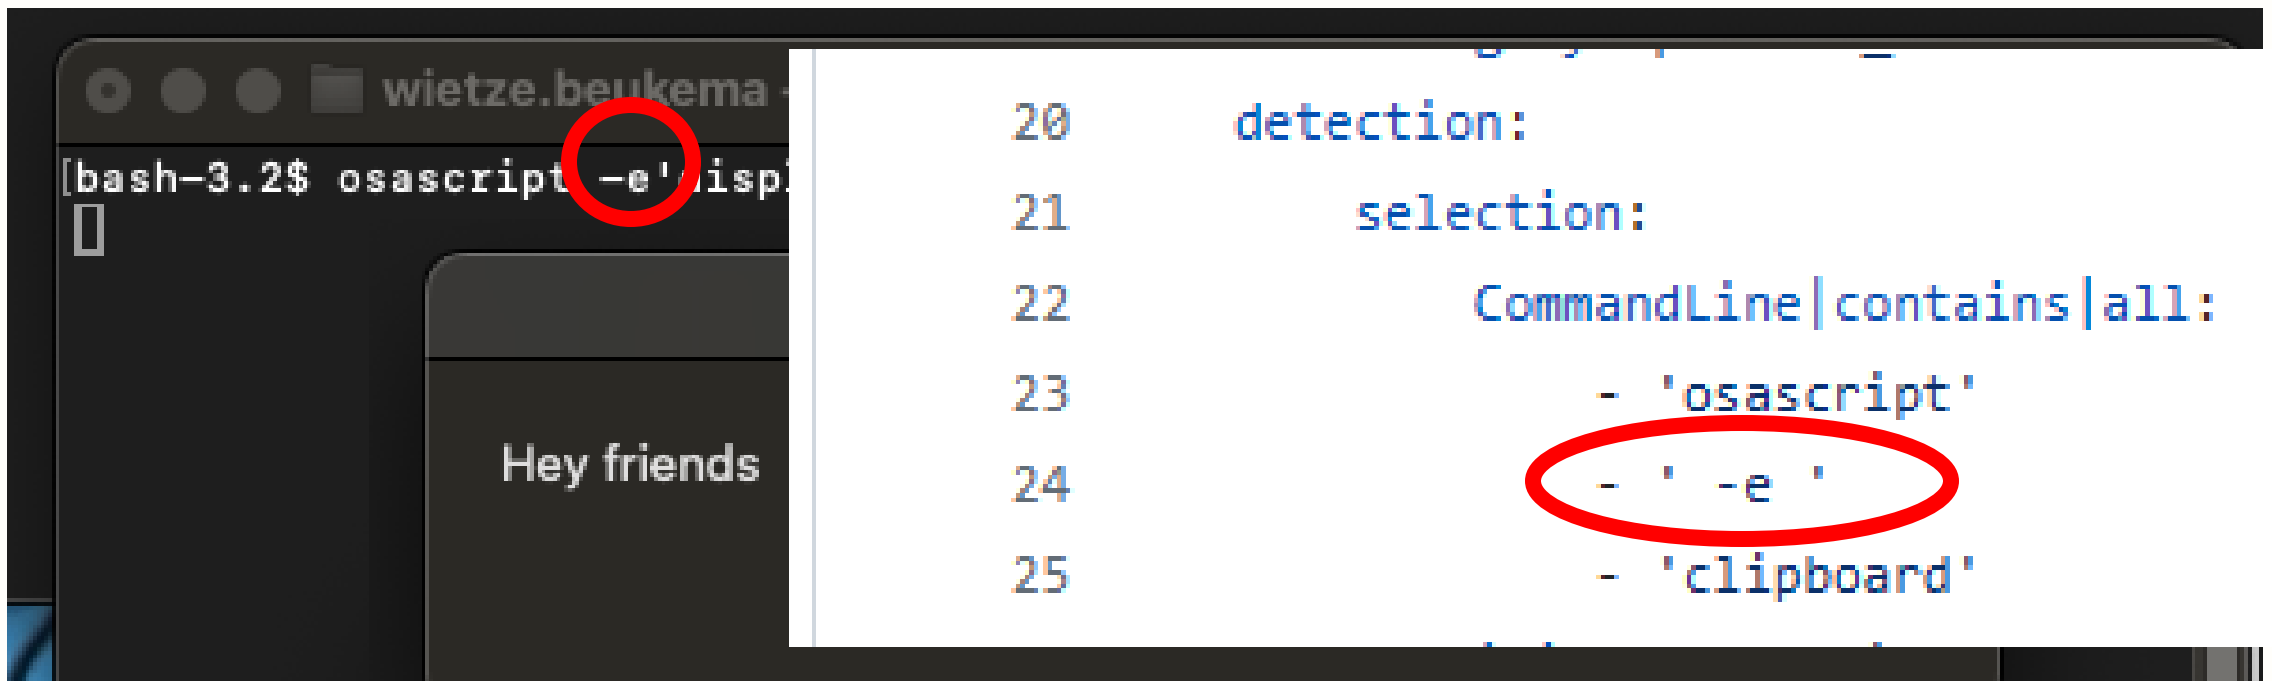 wietze.beukema -
[bash-3.2$ osascript -e'displ
Hey friends
20 detection:
21 selection:
22 CommandLine|contains|all:
23 - 'osascript'
24 - ' -e '
25 - 'clipboard'